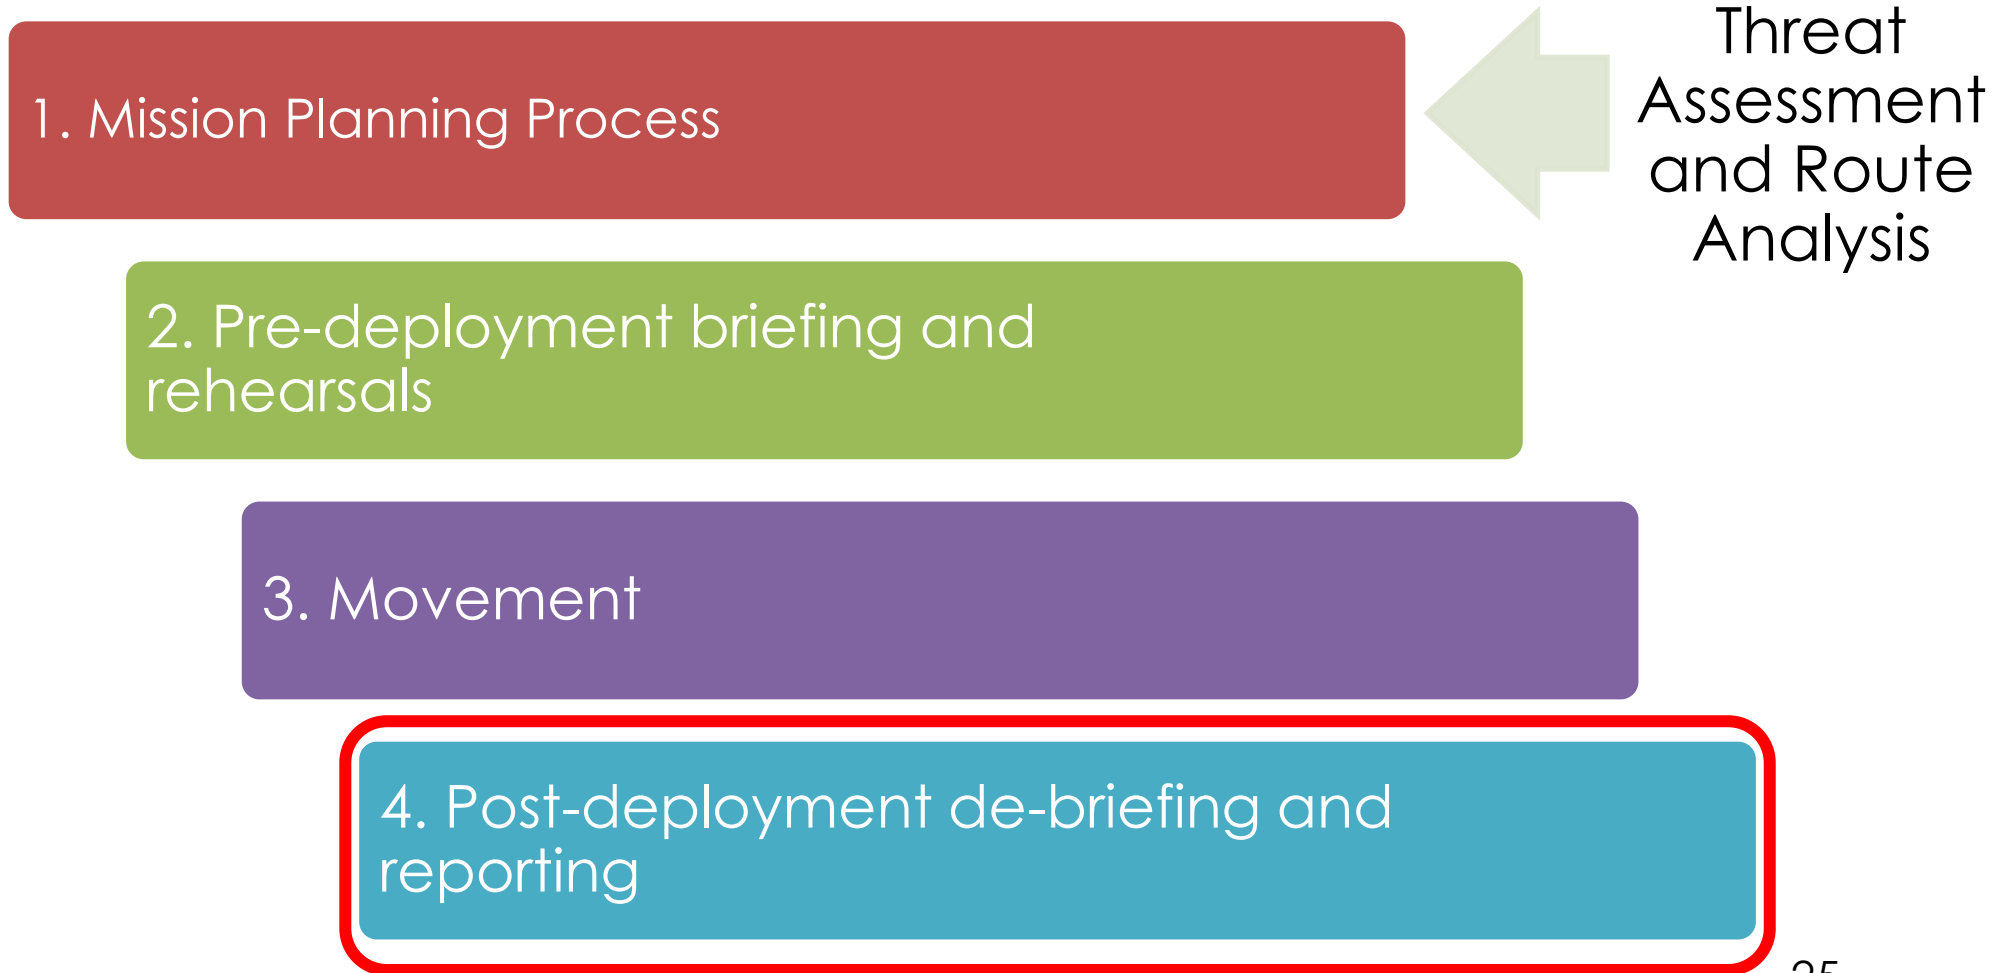 1. Mission Planning Process
Threat
Assessment
and Route
Analysis
2. Pre-deployment briefing and
rehearsals
3. Movement
4. Post-deployment de-briefing and
reporting